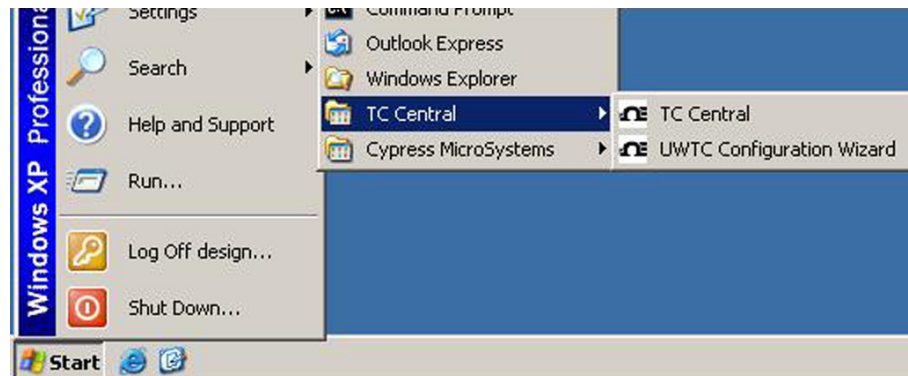 Windows XP Professional
Settings
Search
Help and Support
Run...
Log Off design...
Shut Down...
Command Prompt
Outlook Express
Windows Explorer
TC Central
Cypress MicroSystems
TC Central
UWTC Configuration Wizard
Start